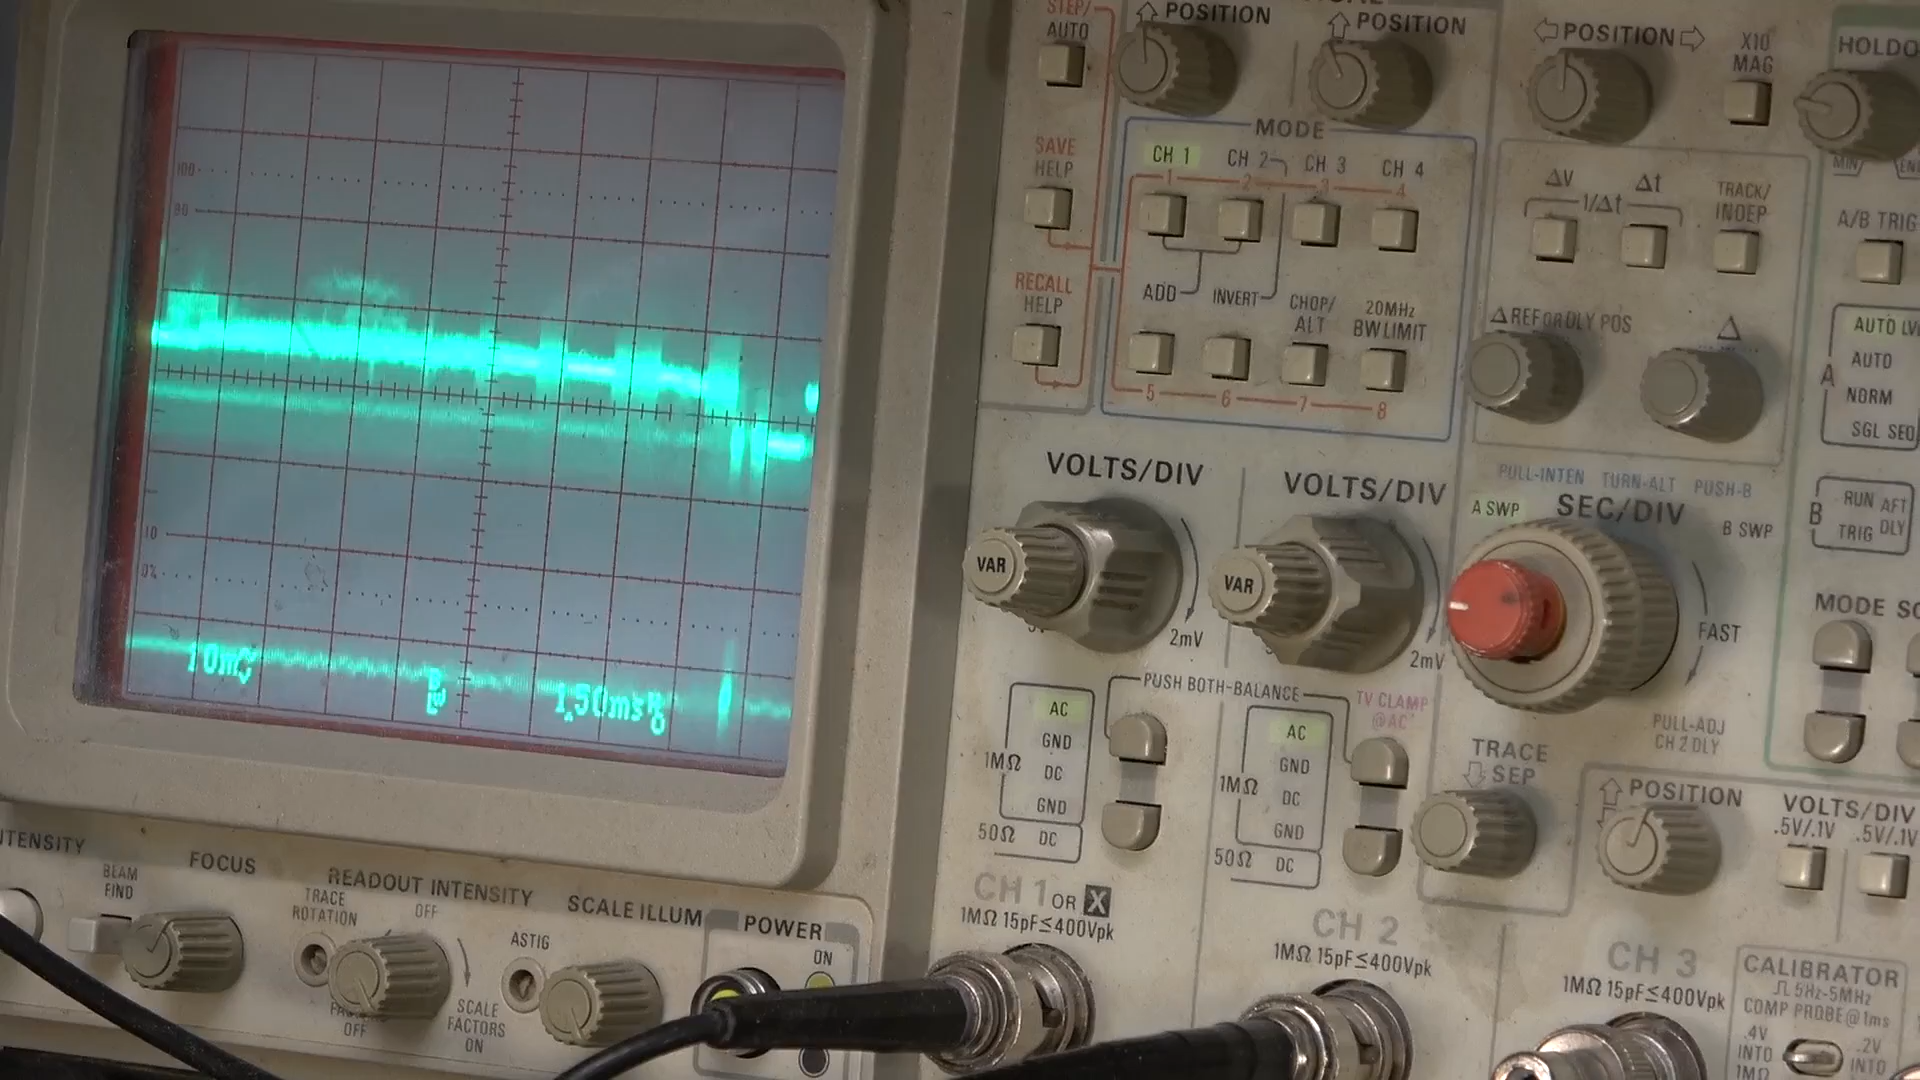 100
90
10
0%
10mV
BW
INTENSITY
BEAM
FIND
FOCUS
READOUT INTENSITY
TRACE
ROTATION
OFF
OFF
ASTIG
SCALE
FACTORS
ON
SCALE ILLUM
POWER
ON
STEP/
AUTO
SAVE
HELP
RECALL
HELP
POSITION
POSITION
MODE
CH 1 CH 2 CH 3 CH 4
1 2 3 4
ADD
INVERT
CHOP/
ALT
20MHz
BW LIMIT
5 6 7 8
VOLTS/DIV
VAR
2mV
VOLTS/DIV
VAR
2mV
PUSH BOTH-BALANCE
TV CLAMP
@AC
AC
GND
1MΩ DC
GND
50Ω DC
AC
GND
1MΩ DC
GND
50Ω DC
CH 1 OR X
1MΩ 15pF≤400Vpk
CH 2
1MΩ 15pF≤400Vpk
CH 3
1MΩ 15pF≤400Vpk
POSITION
X10
MAG
ΔV Δt
1/Δt
TRACK/
INDEP
Δ REF OR DLY POS
Δ
PULL-INTEN TURN-ALT PUSH-B
A SWP SEC/DIV B SWP
FAST
PULL-ADJ
CH 2 DLY
TRACE
SEP
POSITION
VOLTS/DIV
.5V/.1V .5V/.1V
HOLDO
MIN
A/B TRIG
AUTO LV
AUTO
A
NORM
SGL SEQ
B
RUN AFT
TRIG DLY
MODE
CALIBRATOR
5Hz-5MHz
COMP PROBE@1ms
.4V .2V
INTO INTO
1MΩ